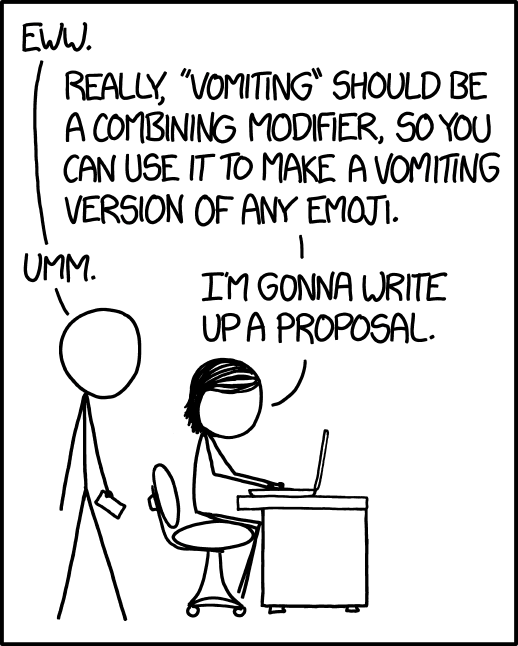 EWW.
REALLY, "VOMITING" SHOULD BE
A COMBINING MODIFIER, SO YOU
CAN USE IT TO MAKE A VOMITING
VERSION OF ANY EMOJI.
UMM.
I'M GONNA WRITE
UP A PROPOSAL.